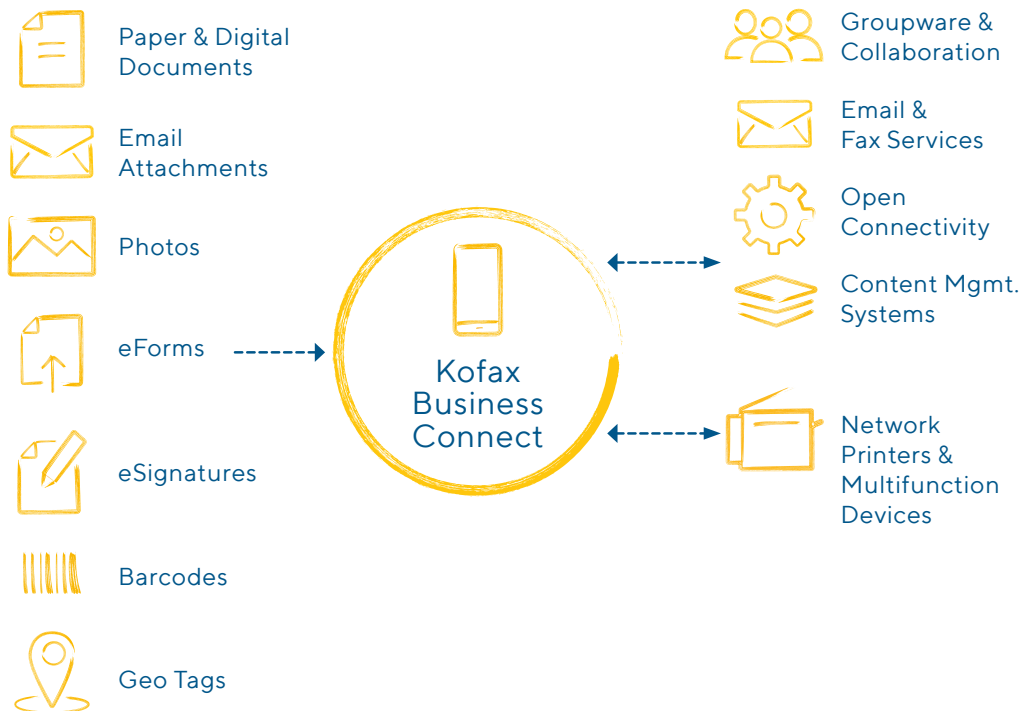 Paper & Digital
Documents
Email
Attachments
Photos
eForms
eSignatures
Barcodes
Geo Tags
Kofax
Business
Connect
Groupware &
Collaboration
Email &
Fax Services
Open
Connectivity
Content Mgmt.
Systems
Network
Printers &
Multifunction
Devices